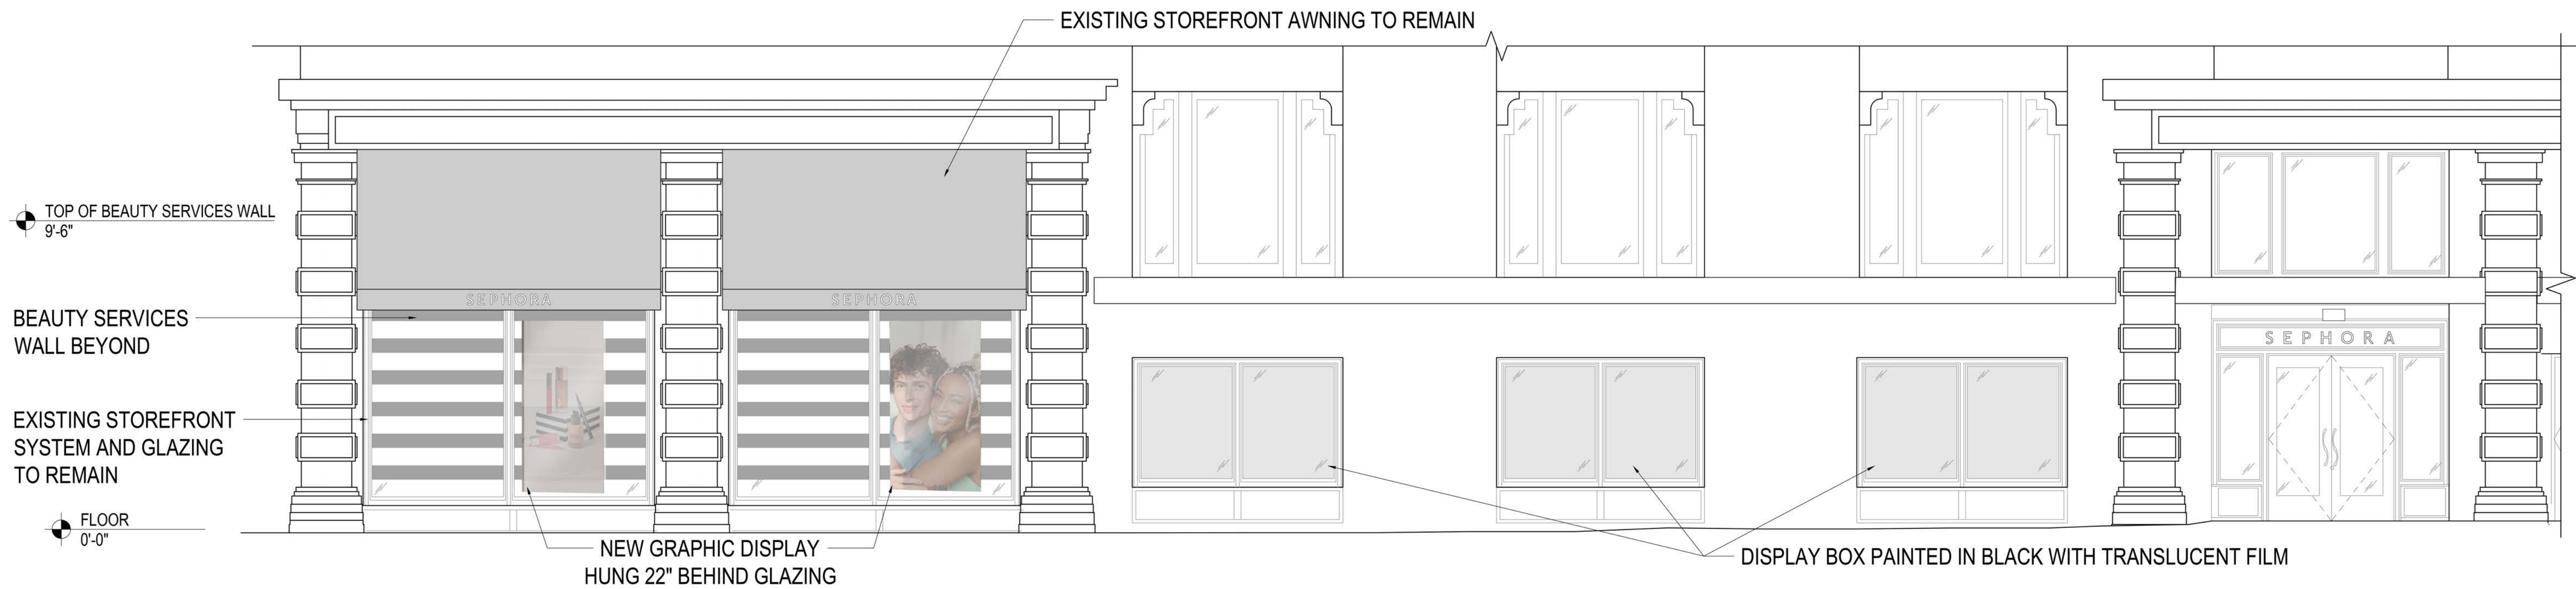 EXISTING STOREFRONT AWNING TO REMAIN
TOP OF BEAUTY SERVICES WALL
9'-6"
SEPHORA
SEPHORA
BEAUTY SERVICES
WALL BEYOND
SEPHORA
EXISTING STOREFRONT
SYSTEM AND GLAZING
TO REMAIN
FLOOR
0'-0"
NEW GRAPHIC DISPLAY
HUNG 22" BEHIND GLAZING
DISPLAY BOX PAINTED IN BLACK WITH TRANSLUCENT FILM